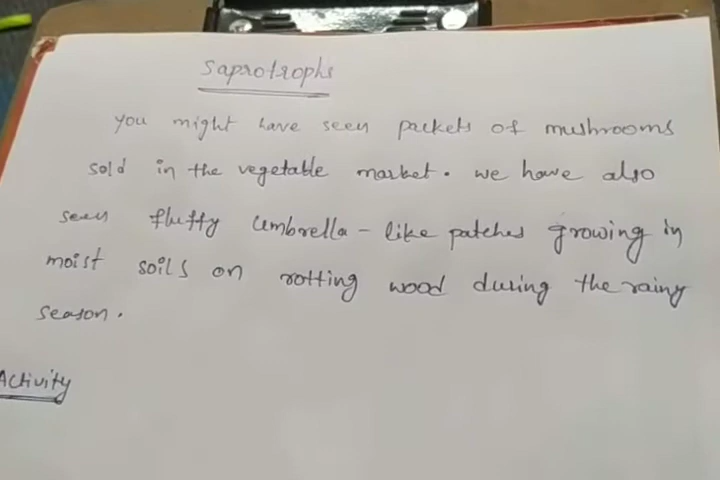 Saprotrophs
you might have seen packets of mushrooms
sold in the vegetable market. we have also
seen fluffy umbrella - like patches growing in
moist soils on rotting wood during the rainy
season.
Activity